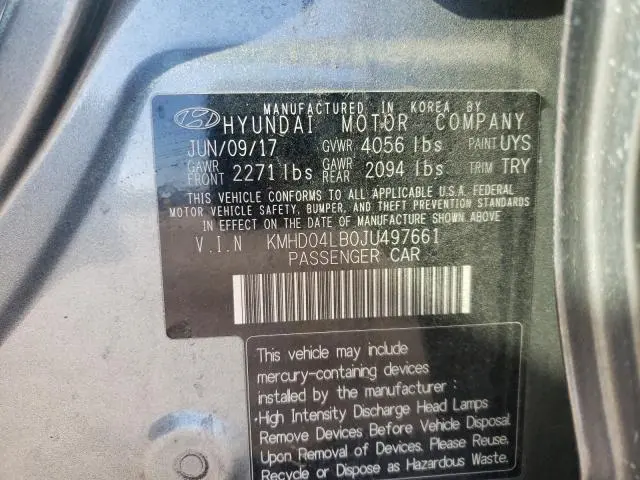 MANUFACTURED IN KOREA BY
HYUNDAI MOTOR COMPANY
JUN/09/17 GVWR 4056 lbs PAINT UYS
GAWR FRONT 2271 lbs GAWR REAR 2094 lbs TRIM TRY
THIS VEHICLE CONFORMS TO ALL APPLICABLE U.S.A. FEDERAL
MOTOR VEHICLE SAFETY, BUMPER, AND THEFT PREVENTION STANDARDS
IN EFFECT ON THE DATE OF MANUFACTURE SHOWN ABOVE
V.I.N KMHD04LB0JU497661
PASSENGER CAR
This vehicle may include
mercury-containing devices
installed by the manufacturer :
·High Intensity Discharge Head Lamps
Remove Devices Before Vehicle Disposal
Upon Removal of Devices, Please Reuse,
Recycle or Dispose as Hazardous Waste.